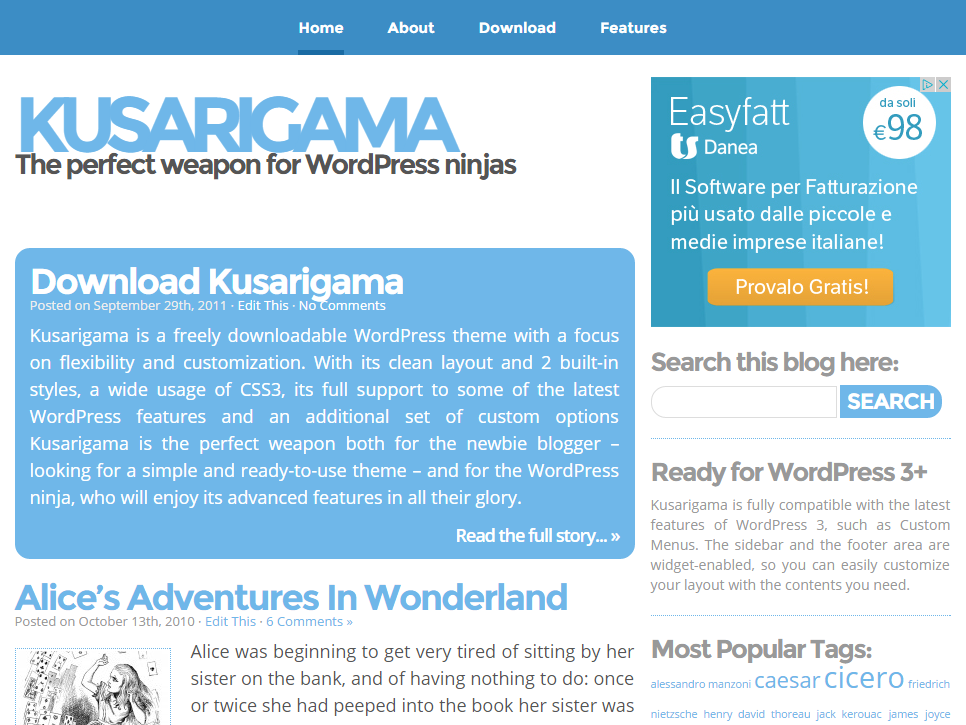 Home About Download Features
KUSARIGAMA
The perfect weapon for WordPress ninjas
Download Kusarigama
Posted on September 29th, 2011 · Edit This · No Comments
Kusarigama is a freely downloadable WordPress theme with a focus
on flexibility and customization. With its clean layout and 2 built-in
styles, a wide usage of CSS3, its full support to some of the latest
WordPress features and an additional set of custom options
Kusarigama is the perfect weapon both for the newbie blogger –
looking for a simple and ready-to-use theme – and for the WordPress
ninja, who will enjoy its advanced features in all their glory.
Read the full story... »
Alice's Adventures In Wonderland
Posted on October 13th, 2010 · Edit This · 6 Comments »
Alice was beginning to get very tired of sitting by her
sister on the bank, and of having nothing to do: once
or twice she had peeped into the book her sister was
Easyfatt
Danea
da soli
€98
Il Software per Fatturazione
più usato dalle piccole e
medie imprese italiane!
Provalo Gratis!
Search this blog here:
SEARCH
Ready for WordPress 3+
Kusarigama is fully compatible with the latest
features of WordPress 3, such as Custom
Menus. The sidebar and the footer area are
widget-enabled, so you can easily customize
your layout with the contents you need.
Most Popular Tags:
alessandro manzoni caesar cicero friedrich
nietzsche henry david thoreau jack kerouac james joyce